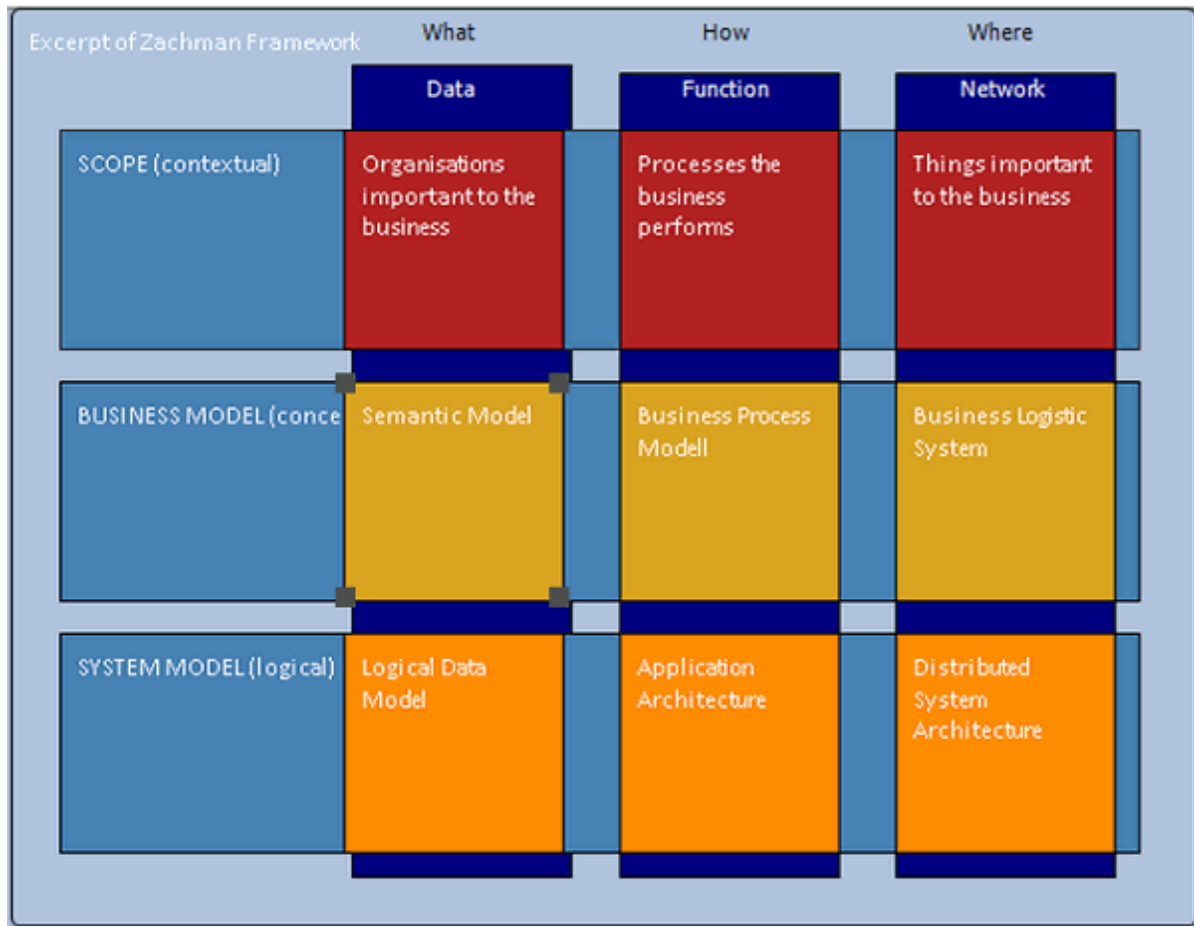 Excerpt of Zachman Framework
What
How
Where
Data
Function
Network
SCOPE (contextual)
Organisations
important to the
business
Processes the
business
performs
Things important
to the business
BUSINESS MODEL (conce
Semantic Model
Business Process
Modell
Business Logistic
System
SYSTEM MODEL (logical)
Logical Data
Model
Application
Architecture
Distributed
System
Architecture